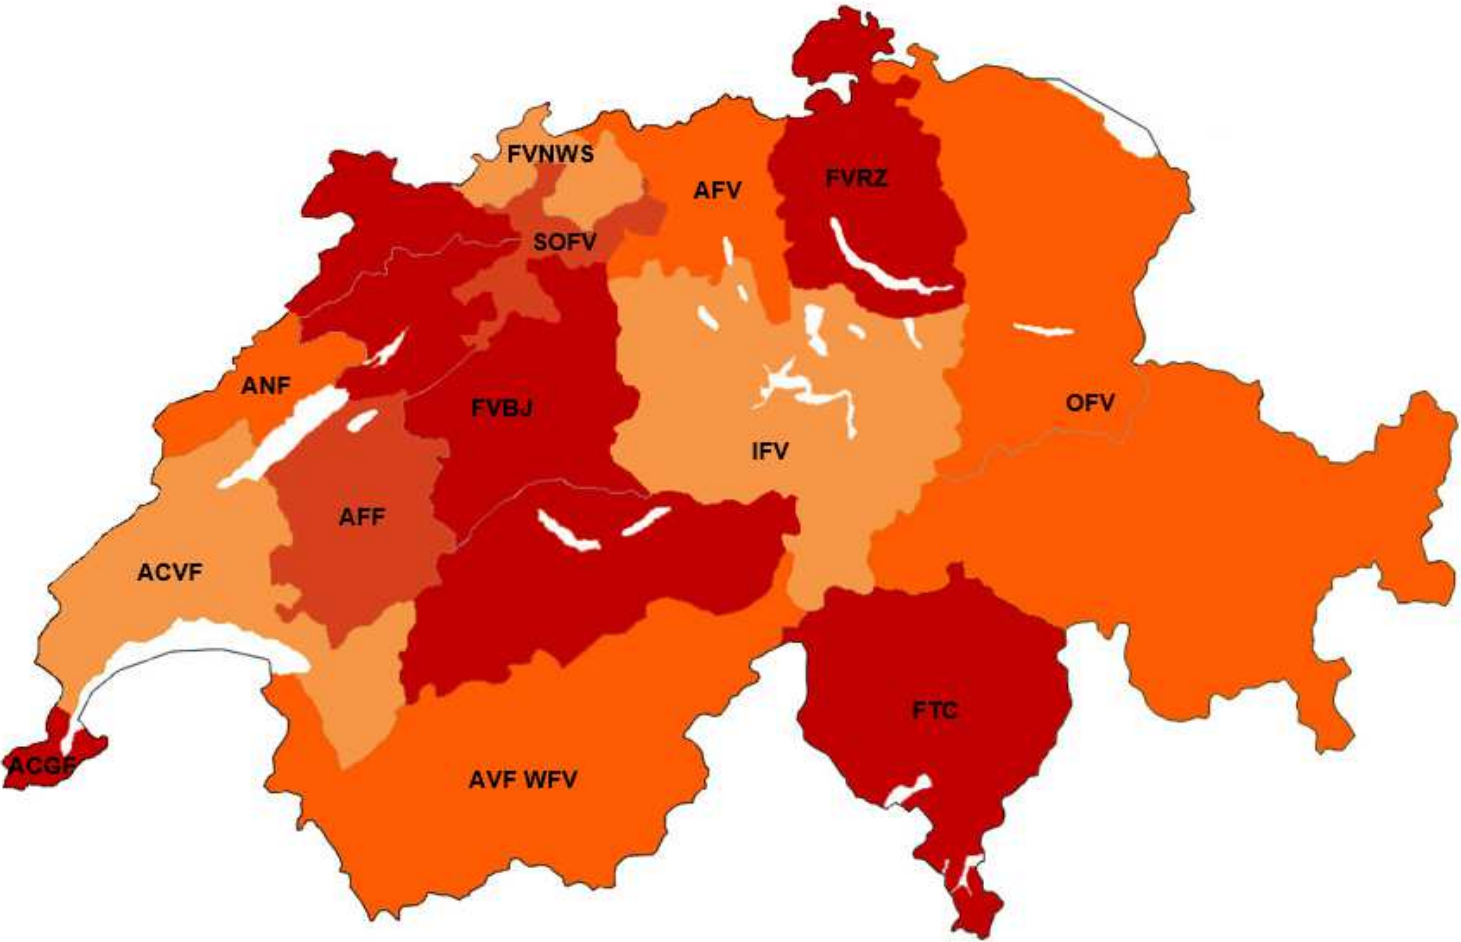 FVNWS
AFV
FVRZ
SOFV
ANF
FVBJ
OFV
IFV
AFF
ACVF
FTC
ACGF
AVF WFV